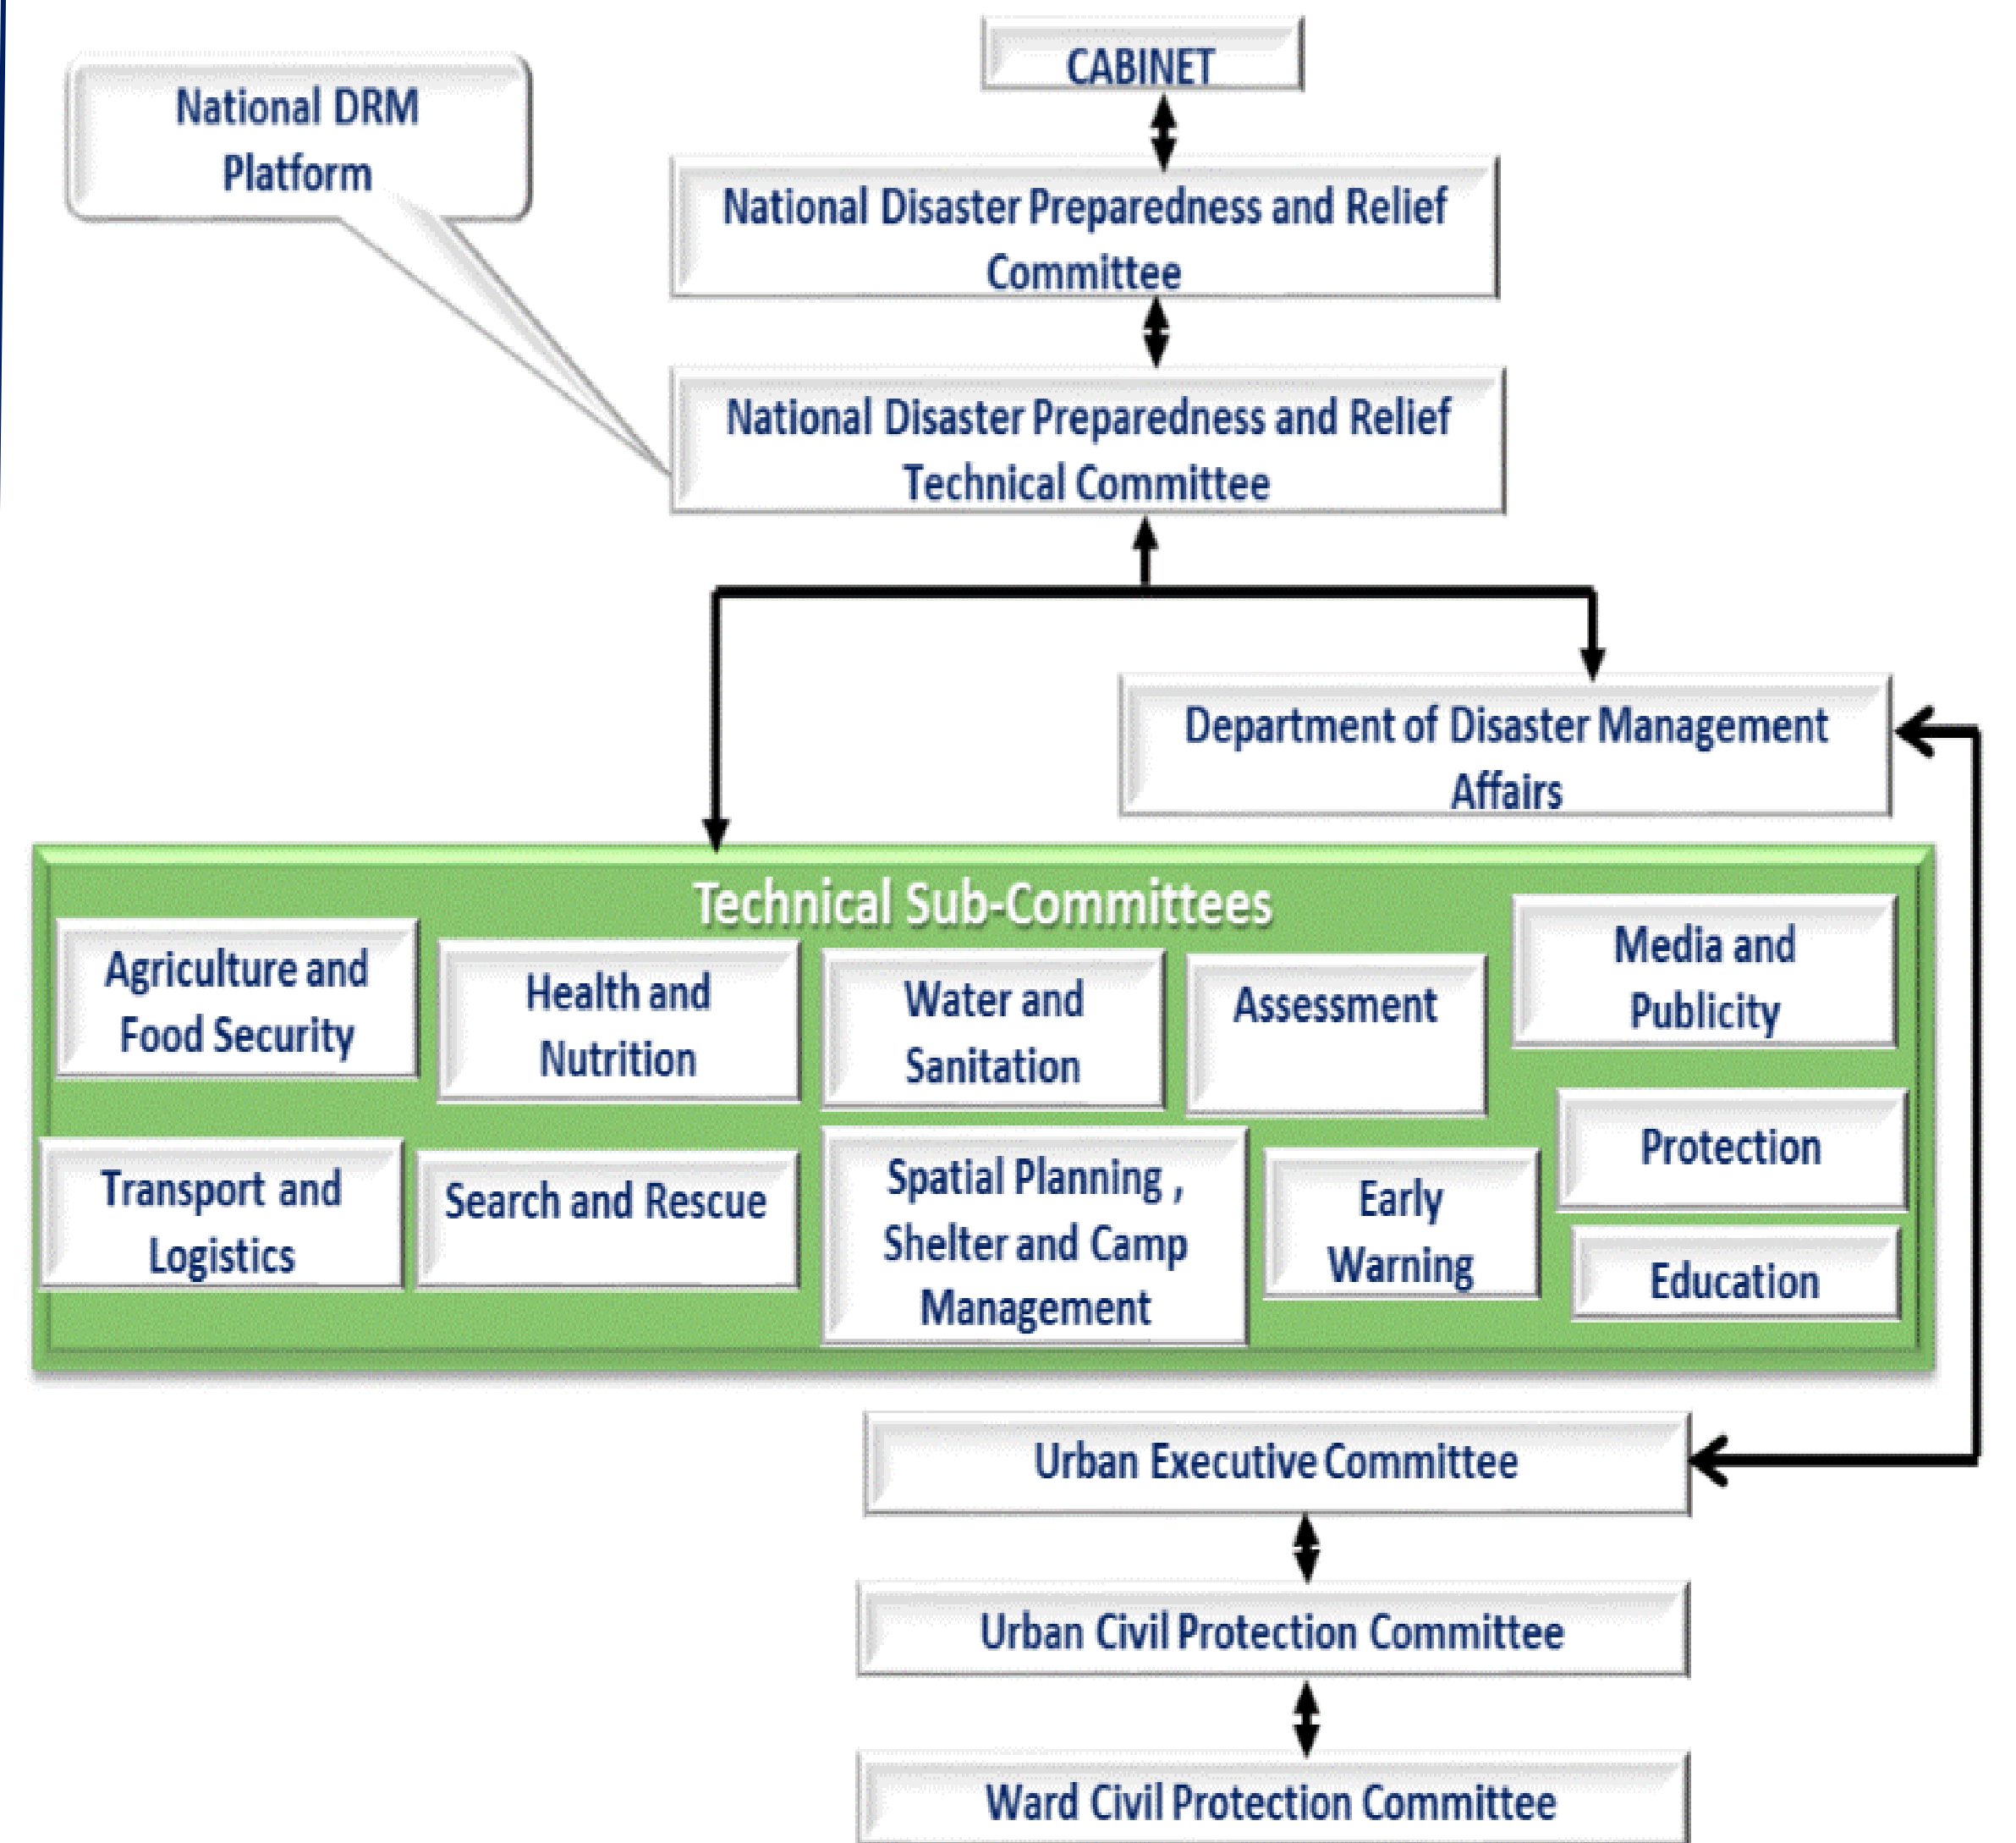 CABINET
National DRM
Platform
National Disaster Preparedness and Relief
Committee
National Disaster Preparedness and Relief
Technical Committee
Department of Disaster Management
Affairs
Technical Sub-Committees
Agriculture and
Food Security
Health and
Nutrition
Water and
Sanitation
Assessment
Media and
Publicity
Transport and
Logistics
Search and Rescue
Spatial Planning ,
Shelter and Camp
Management
Early
Warning
Protection
Education
Urban Executive Committee
Urban Civil Protection Committee
Ward Civil Protection Committee